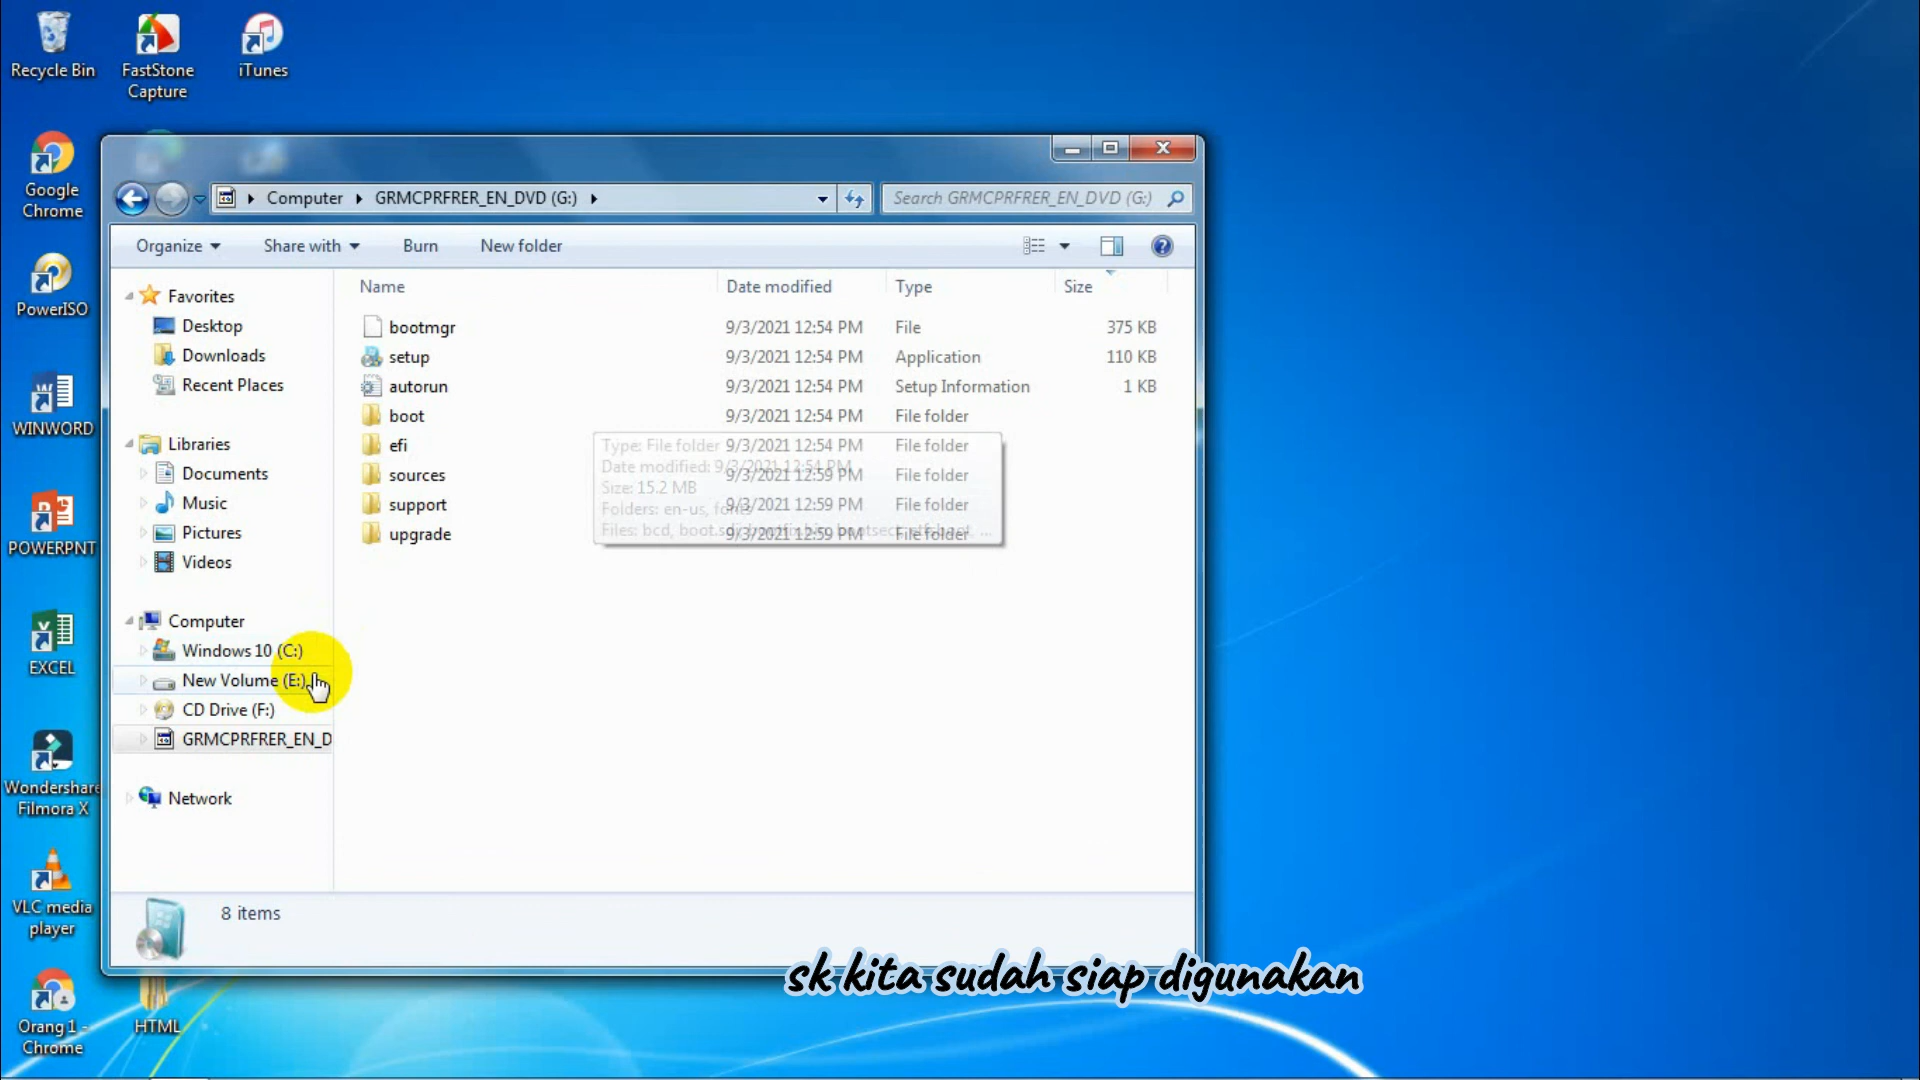 Recycle Bin
FastStone
Capture
iTunes
Google
Chrome
PowerISO
WINWORD
POWERPNT
EXCEL
Wondershare
Filmora X
VLC media
player
Orang 1 -
Chrome
HTML
Computer
GRMCPRFRER_EN_DVD (G:)
Search GRMCPRFRER_EN_DVD (G:)
Organize
Share with
Burn
New folder
Favorites
Desktop
Downloads
Recent Places
Libraries
Documents
Music
Pictures
Videos
Computer
Windows 10 (C:)
New Volume (E:)
CD Drive (F:)
GRMCPRFRER_EN_D
Network
Name Date modified Type Size
bootmgr 9/3/2021 12:54 PM File 375 KB
setup 9/3/2021 12:54 PM Application 110 KB
autorun 9/3/2021 12:54 PM Setup Information 1 KB
boot 9/3/2021 12:54 PM File folder
efi 9/3/2021 12:54 PM File folder
sources 9/3/2021 12:59 PM File folder
support 9/3/2021 12:59 PM File folder
upgrade 9/3/2021 12:59 PM File folder
Type: File folder
Date modified: 9/3/2021 12:54 PM
Size: 15.2 MB
Folders: en-us,
Files: bcd,
8 items
sk kita sudah siap digunakan